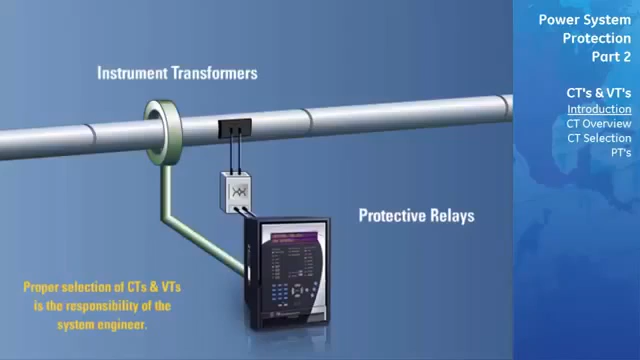 Instrument Transformers
Protective Relays
Proper selection of CTs & VTs
is the responsibility of the
system engineer.
Power System
Protection
Part 2
CT's & VT's
Introduction
CT Overview
CT Selection
PT's